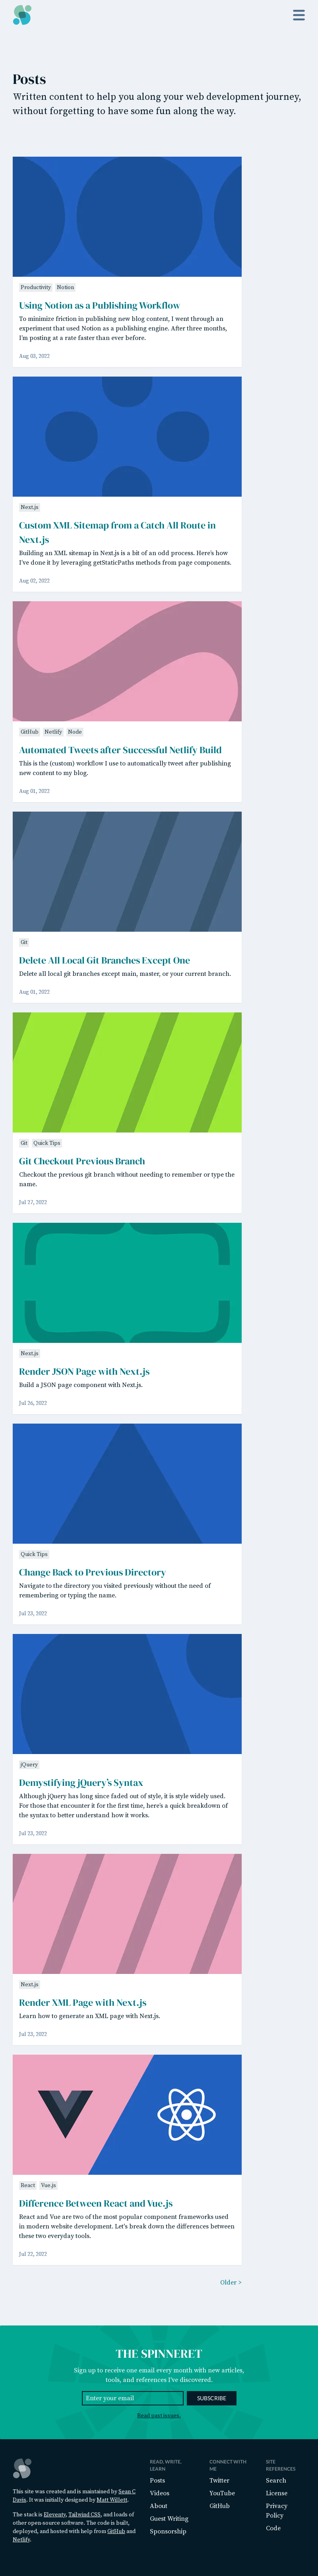 Posts
Written content to help you along your web development journey,
without forgetting to have some fun along the way.
Productivity Notion
Using Notion as a Publishing Workflow
To minimize friction in publishing new blog content, I went through an
experiment that used Notion as a publishing engine. After three months,
I'm posting at a rate faster than ever before.
Aug 03, 2022
Next.js
Custom XML Sitemap from a Catch All Route in
Next.js
Building an XML sitemap in Next.js is a bit of an odd process. Here's how
I've done it by leveraging getStaticPaths methods from page components.
Aug 02, 2022
GitHub Netlify Node
Automated Tweets after Successful Netlify Build
This is the (custom) workflow I use to automatically tweet after publishing
new content to my blog.
Aug 01, 2022
Git
Delete All Local Git Branches Except One
Delete all local git branches except main, master, or your current branch.
Aug 01, 2022
Git Quick Tips
Git Checkout Previous Branch
Checkout the previous git branch without needing to remember or type the
name.
Jul 27, 2022
Next.js
Render JSON Page with Next.js
Build a JSON page component with Next.js.
Jul 26, 2022
Quick Tips
Change Back to Previous Directory
Navigate to the directory you visited previously without the need of
remembering or typing the name.
Jul 23, 2022
jQuery
Demystifying jQuery's Syntax
Although jQuery has long since faded out of style, it is style widely used.
For those that encounter it for the first time, here's a quick breakdown of
the syntax to better understand how it works.
Jul 23, 2022
Next.js
Render XML Page with Next.js
Learn how to generate an XML page with Next.js.
Jul 23, 2022
React Vue.js
Difference Between React and Vue.js
React and Vue are two of the most popular component frameworks used
in modern website development. Let's break down the differences between
these two everyday tools.
Jul 22, 2022
Older >
THE SPINNERET
Sign up to receive one email every month with new articles,
tools, and references I've discovered.
Enter your email SUBSCRIBE
Read past issues.
This site was created and is maintained by Sean C
Davis. It was initially designed by Matt Willett.
The stack is Eleventy, Tailwind CSS, and loads of
other open-source software. The code is built,
deployed, and hosted with help from GitHub and
Netlify.
READ. WRITE.
LEARN
Posts
Videos
About
Guest Writing
Sponsorship
CONNECT WITH
ME
Twitter
YouTube
GitHub
SITE
REFERENCES
Search
License
Privacy
Policy
Code